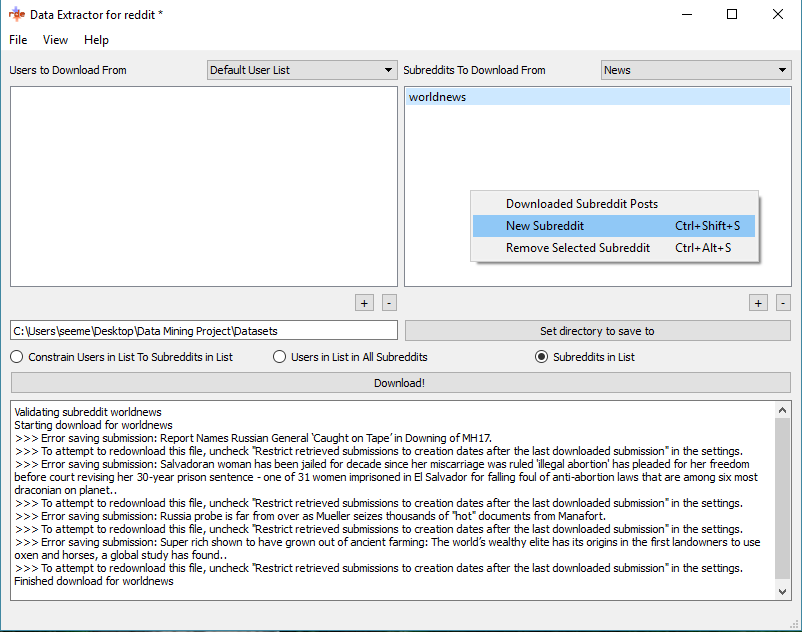 Data Extractor for reddit *
File View Help
Users to Download From Default User List Subreddits To Download From News
worldnews
Downloaded Subreddit Posts
New Subreddit Ctrl+Shift+S
Remove Selected Subreddit Ctrl+Alt+S
+ - + -
C:\Users\seeme\Desktop\Data Mining Project\Datasets Set directory to save to
Constrain Users in List To Subreddits in List Users in List in All Subreddits Subreddits in List
Download!
Validating subreddit worldnews
Starting download for worldnews
>>> Error saving submission: Report Names Russian General 'Caught on Tape' in Downing of MH17.
>>> To attempt to redownload this file, uncheck "Restrict retrieved submissions to creation dates after the last downloaded submission" in the settings.
>>> Error saving submission: Salvadoran woman has been jailed for decade since her miscarriage was ruled 'illegal abortion' has pleaded for her freedom
before court revising her 30-year prison sentence - one of 31 women imprisoned in El Salvador for falling foul of anti-abortion laws that are among six most
draconian on planet..
>>> To attempt to redownload this file, uncheck "Restrict retrieved submissions to creation dates after the last downloaded submission" in the settings.
>>> Error saving submission: Russia probe is far from over as Mueller seizes thousands of "hot" documents from Manafort.
>>> To attempt to redownload this file, uncheck "Restrict retrieved submissions to creation dates after the last downloaded submission" in the settings.
>>> Error saving submission: Super rich shown to have grown out of ancient farming: The world's wealthy elite has its origins in the first landowners to use
oxen and horses, a global study has found..
>>> To attempt to redownload this file, uncheck "Restrict retrieved submissions to creation dates after the last downloaded submission" in the settings.
Finished download for worldnews